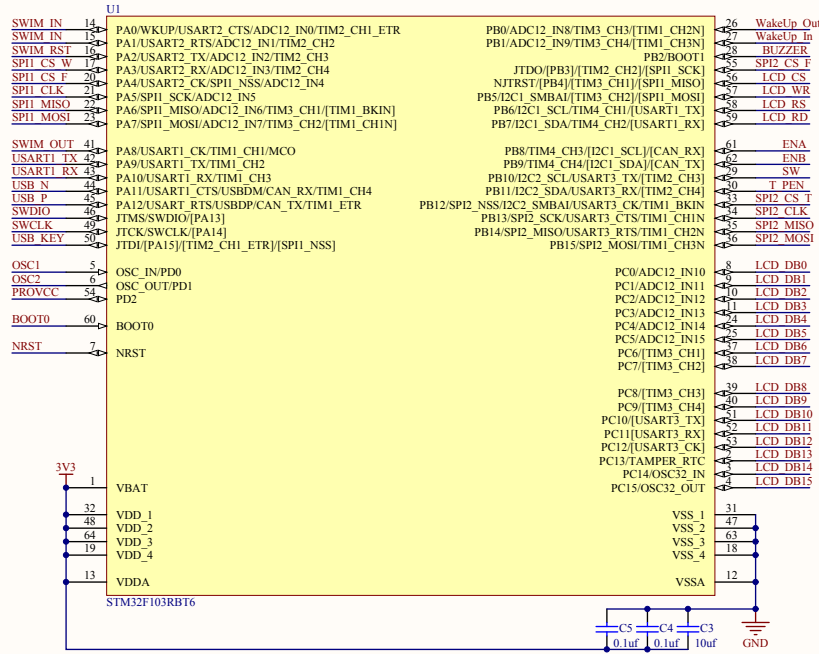 U1
SWIM_IN 14 PA0/WKUP/USART2_CTS/ADC12_IN0/TIM2_CH1_ETR PB0/ADC12_IN8/TIM3_CH3/[TIM1_CH2N] 26 WakeUp_Out
SWIM_IN 15 PA1/USART2_RTS/ADC12_IN1/TIM2_CH2 PB1/ADC12_IN9/TIM3_CH4/[TIM1_CH3N] 27 WakeUp_In
SWIM_RST 16 PA2/USART2_TX/ADC12_IN2/TIM2_CH3 PB2/BOOT1 28 BUZZER
SPI1_CS_W 17 PA3/USART2_RX/ADC12_IN3/TIM2_CH4 JTDO/[PB3]/[TIM2_CH2]/[SPI1_SCK] 55 SPI2_CS_F
SPI1_CS_F 20 PA4/USART2_CK/SPI1_NSS/ADC12_IN4 NJTRST/[PB4]/[TIM3_CH1]/[SPI1_MISO] 56 LCD_CS
SPI1_CLK 21 PA5/SPI1_SCK/ADC12_IN5 PB5/I2C1_SMBAI/[TIM3_CH2]/[SPI1_MOSI] 57 LCD_WR
SPI1_MISO 22 PA6/SPI1_MISO/ADC12_IN6/TIM3_CH1/[TIM1_BKIN] PB6/I2C1_SCL/TIM4_CH1/[USART1_TX] 58 LCD_RS
SPI1_MOSI 23 PA7/SPI1_MOSI/ADC12_IN7/TIM3_CH2/[TIM1_CH1N] PB7/I2C1_SDA/TIM4_CH2/[USART1_RX] 59 LCD_RD
SWIM_OUT 41 PA8/USART1_CK/TIM1_CH1/MCO PB8/TIM4_CH3/[I2C1_SCL]/[CAN_RX] 61 ENA
USART1_TX 42 PA9/USART1_TX/TIM1_CH2 PB9/TIM4_CH4/[I2C1_SDA]/[CAN_TX] 62 ENB
USART1_RX 43 PA10/USART1_RX/TIM1_CH3 PB10/I2C2_SCL/USART3_TX/[TIM2_CH3] 29 SW
USB_N 44 PA11/USART1_CTS/USBDM/CAN_RX/TIM1_CH4 PB11/I2C2_SDA/USART3_RX/[TIM2_CH4] 30 T_PEN
USB_P 45 PA12/USART_RTS/USBDP/CAN_TX/TIM1_ETR PB12/SPI2_NSS/I2C2_SMBAI/USART3_CK/TIM1_BKIN 33 SPI2_CS_T
SWDIO 46 JTMS/SWDIO/[PA13] PB13/SPI2_SCK/USART3_CTS/TIM1_CH1N 34 SPI2_CLK
SWCLK 49 JTCK/SWCLK/[PA14] PB14/SPI2_MISO/USART3_RTS/TIM1_CH2N 35 SPI2_MISO
USB_KEY 50 JTDI/[PA15]/[TIM2_CH1_ETR]/[SPI1_NSS] PB15/SPI2_MOSI/TIM1_CH3N 36 SPI2_MOSI
OSC1 5 OSC_IN/PD0 PC0/ADC12_IN10 8 LCD_DB0
OSC2 6 OSC_OUT/PD1 PC1/ADC12_IN11 9 LCD_DB1
PROVCC 54 PD2 PC2/ADC12_IN12 10 LCD_DB2
PC3/ADC12_IN13 11 LCD_DB3
BOOT0 60 BOOT0 PC4/ADC12_IN14 24 LCD_DB4
PC5/ADC12_IN15 25 LCD_DB5
NRST 7 NRST PC6/[TIM3_CH1] 37 LCD_DB6
PC7/[TIM3_CH2] 38 LCD_DB7
PC8/[TIM3_CH3] 39 LCD_DB8
PC9/[TIM3_CH4] 40 LCD_DB9
PC10/[USART3_TX] 51 LCD_DB10
PC11[USART3_RX] 52 LCD_DB11
PC12/[USART3_CK] 53 LCD_DB12
PC13/TAMPER_RTC 2 LCD_DB13
3V3 PC14/OSC32_IN 3 LCD_DB14
1 VBAT PC15/OSC32_OUT 4 LCD_DB15
32 VDD_1 VSS_1 31
48 VDD_2 VSS_2 47
64 VDD_3 VSS_3 63
19 VDD_4 VSS_4 18
13 VDDA VSSA 12
STM32F103RBT6
C5 C4 C3
0.1uf 0.1uf 10uf GND